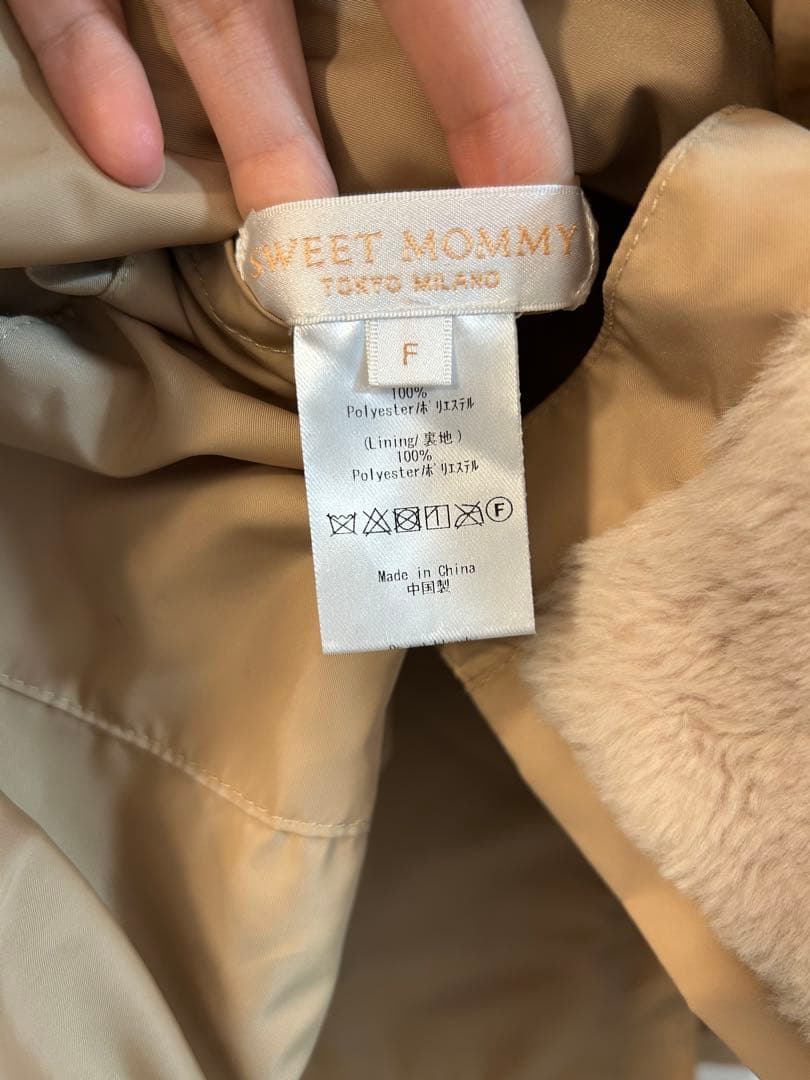 SWEET MOMMY
TOKYO MILANO
F
100%
Polyester/ポリエステル
(Lining/裏地)
100%
Polyester/ポリエステル
F
Made in China
中国製